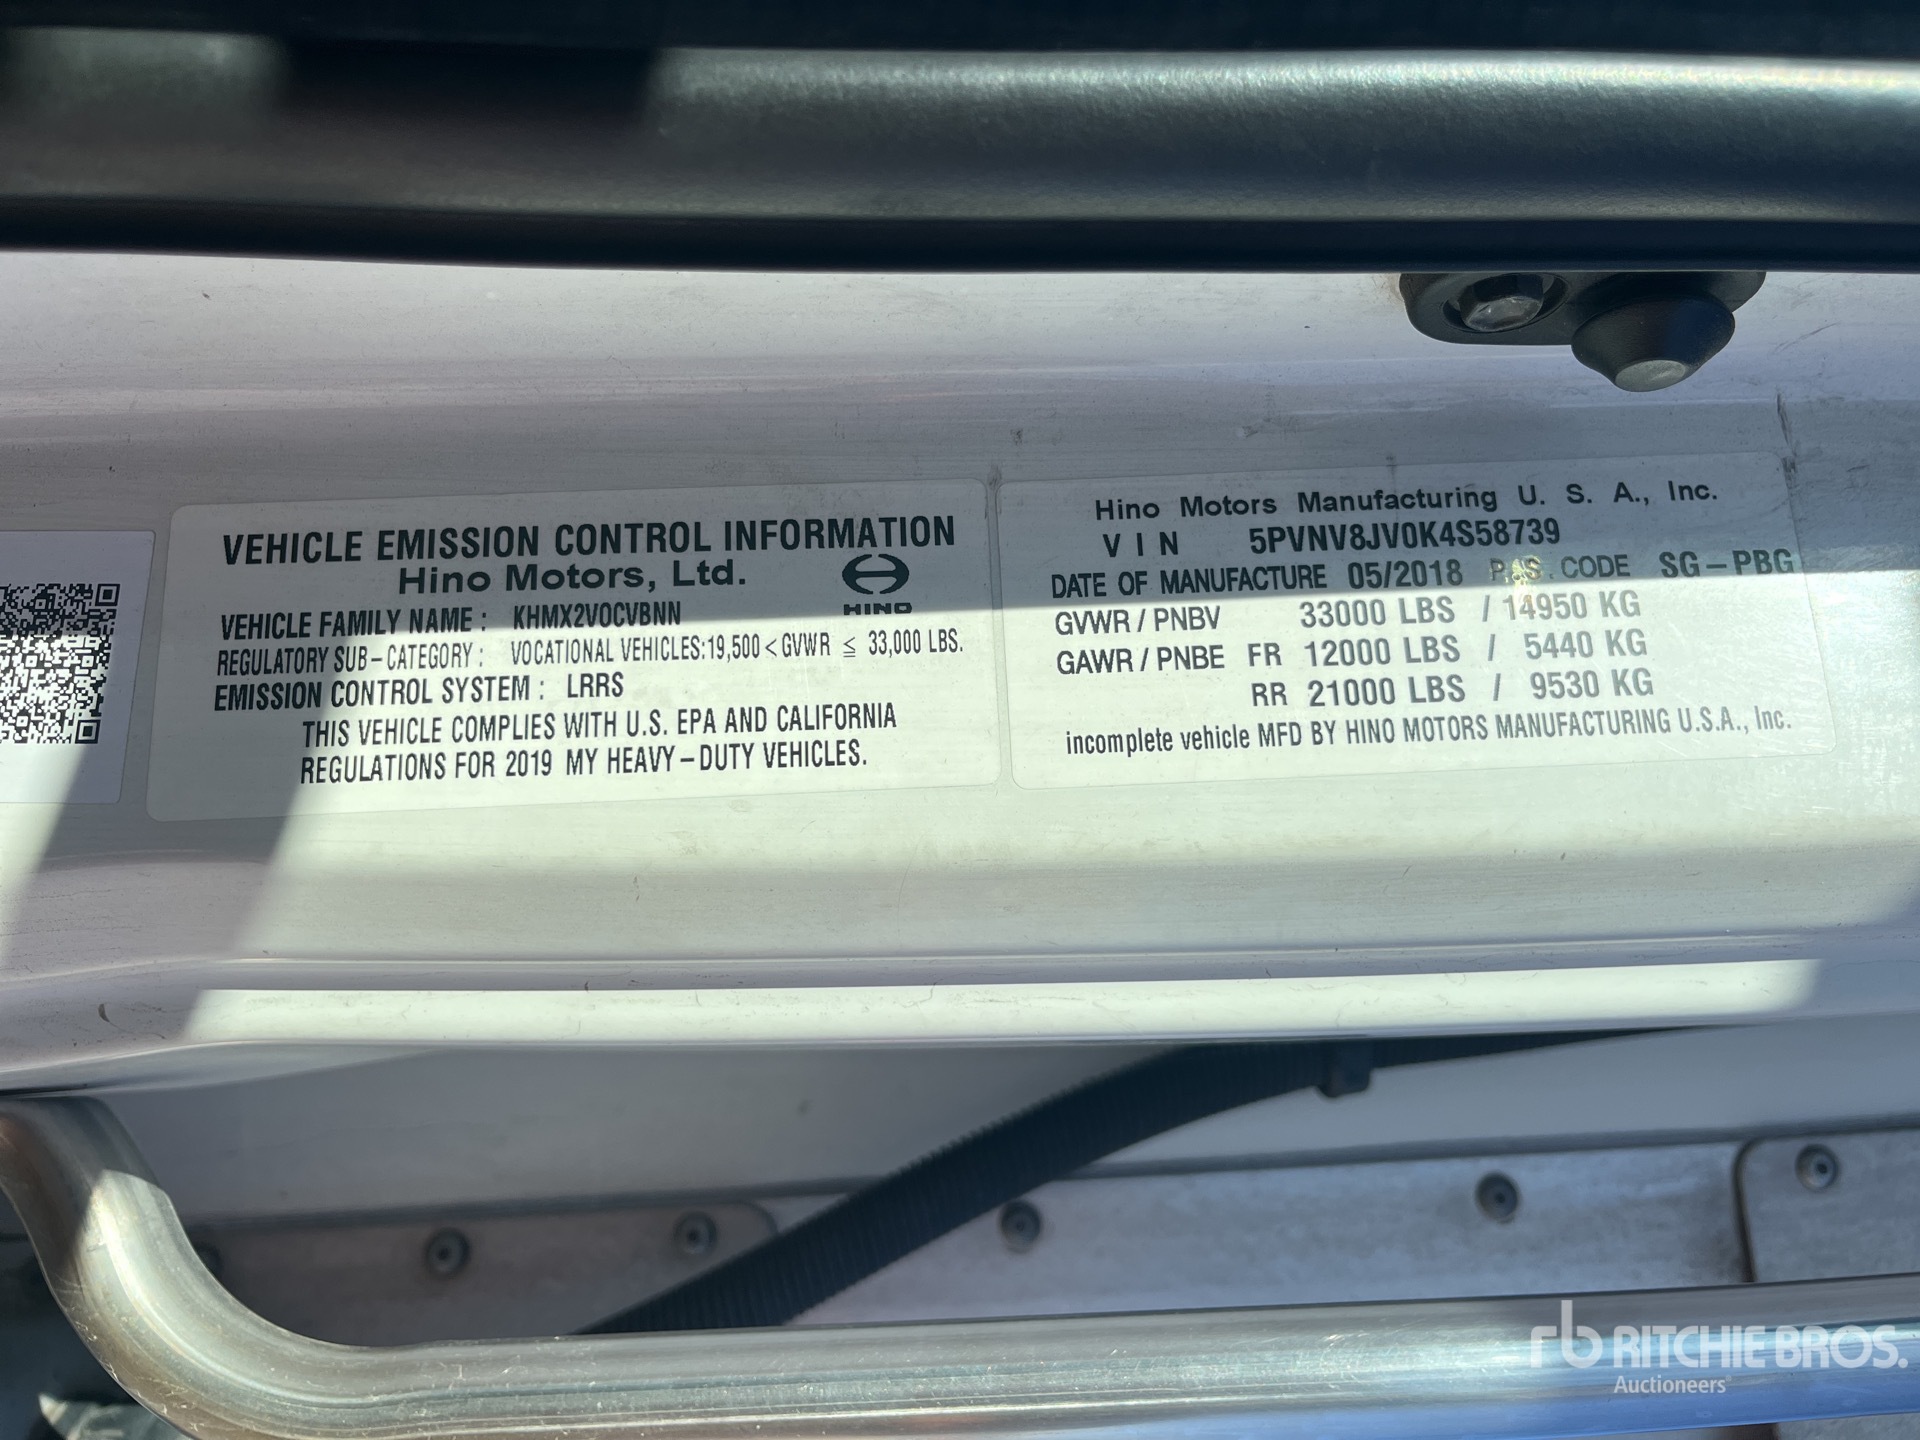 VEHICLE EMISSION CONTROL INFORMATION
Hino Motors, Ltd.
HINO
VEHICLE FAMILY NAME : KHMX2VOCVBNN
REGULATORY SUB-CATEGORY : VOCATIONAL VEHICLES:19,500<GVWR ≦ 33,000 LBS.
EMISSION CONTROL SYSTEM : LRRS
THIS VEHICLE COMPLIES WITH U.S. EPA AND CALIFORNIA
REGULATIONS FOR 2019 MY HEAVY-DUTY VEHICLES.
Hino Motors Manufacturing U. S. A., Inc.
VIN 5PVNV8JV0K4S58739
DATE OF MANUFACTURE 05/2018 P.S. CODE SG-PBG
GVWR / PNBV 33000 LBS / 14950 KG
GAWR / PNBE FR 12000 LBS / 5440 KG
RR 21000 LBS / 9530 KG
incomplete vehicle MFD BY HINO MOTORS MANUFACTURING U.S.A., Inc.
rb RITCHIE BROS.
Auctioneers